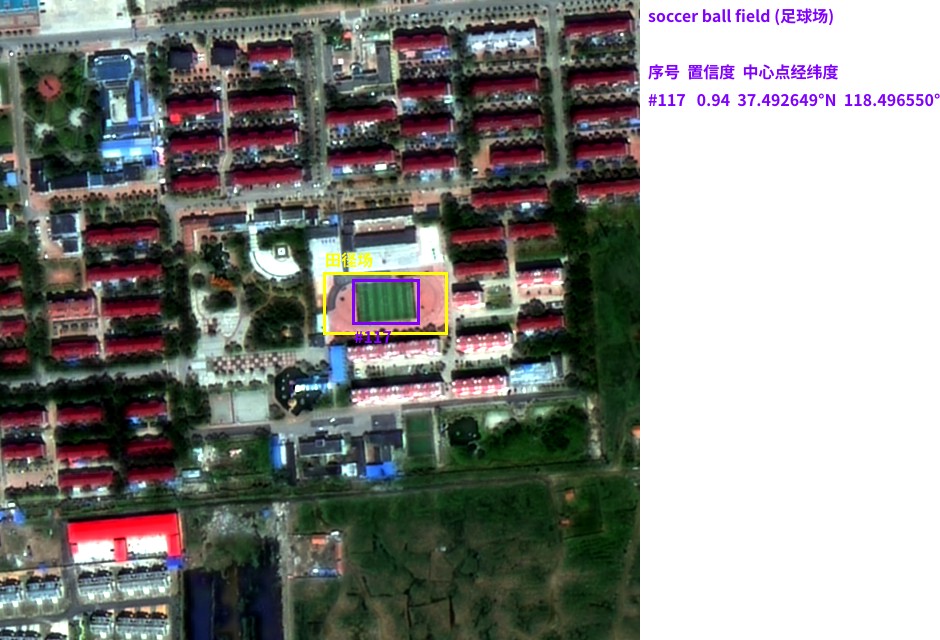 soccer ball field (足球场)
序号 置信度 中心点经纬度
#117 0.94 37.492649°N 118.496550°
田径场
#117